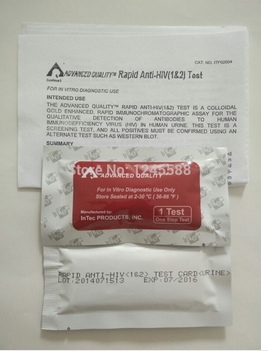 CAT. NO. ITP02004
ADVANCED QUALITY™ Rapid Anti-HIV(1&2) Test
FOR IN VITRO DIAGNOSTIC USE
INTENDED USE
THE ADVANCED QUALITY™ RAPID ANTI-HIV(1&2) TEST IS A COLLOIDAL
GOLD ENHANCED, RAPID IMMUNOCHROMATOGRAPHIC ASSAY FOR THE
QUALITATIVE DETECTION OF ANTIBODIES TO HUMAN
IMMUNODEFICIENCY VIRUS (HIV) IN HUMAN URINE. THIS TEST IS A
SCREENING TEST, AND ALL POSITIVES MUST BE CONFIRMED USING AN
ALTERNATE TEST SUCH AS WESTERN BLOT.
SUMMARY
Top Store 1245588
ADVANCED QUALITY™
For In Vitro Diagnostic Use Only
Store Sealed at 2-30 °C ( 36-86 °F )
Manufactured by:
InTec PRODUCTS, INC.
1 Test
One Step Test
RAPID ANTI-HIV(1&2) TEST CARD(URINE)
LOT:2014071513 EXP:07/2016